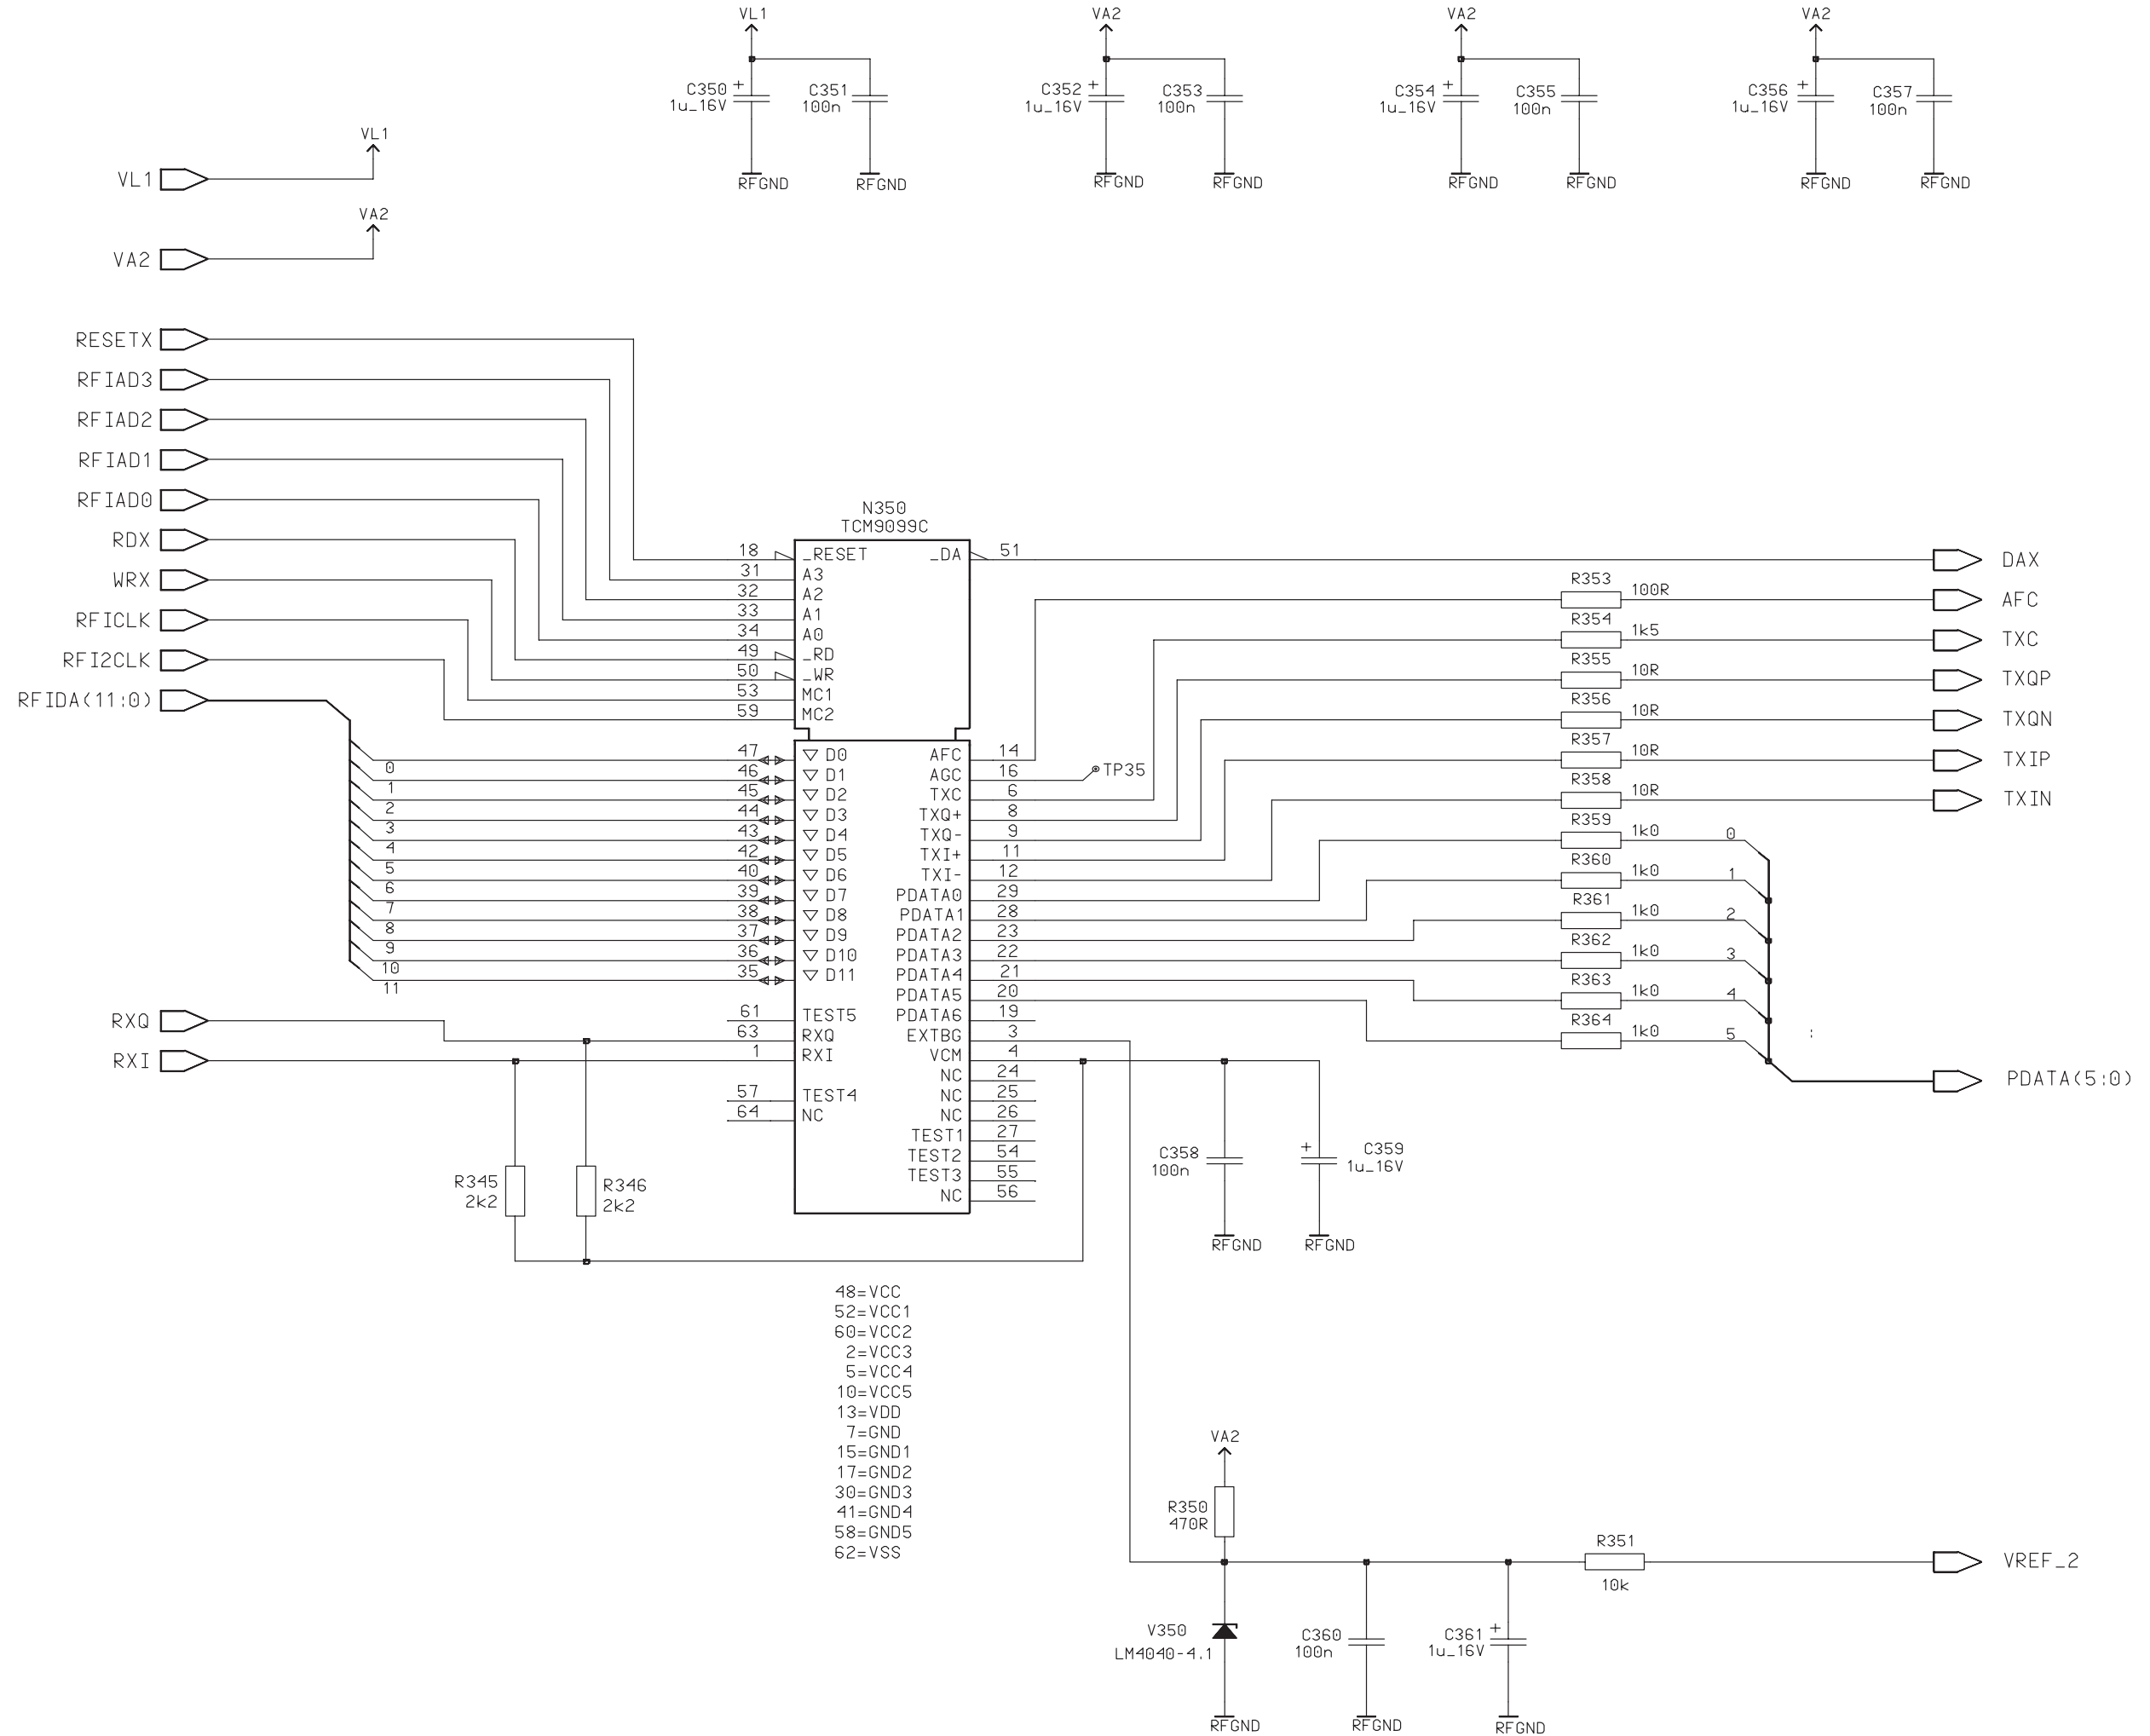 VL1
VA2
VA2
VA2
C350 +
1u_16V
C351
100n
C352 +
1u_16V
C353
100n
C354 +
1u_16V
C355
100n
C356 +
1u_16V
C357
100n
RFGND
RFGND
RFGND
RFGND
RFGND
RFGND
RFGND
RFGND
VL1
VL1
VA2
VA2
RESETX
RFIAD3
RFIAD2
RFIAD1
RFIAD0
RDX
WRX
RFICLK
RFI2CLK
RFIDA(11:0)
N350
TCM9099C
18 _RESET
31 A3
32 A2
33 A1
34 A0
49 _RD
50 _WR
53 MC1
59 MC2
_DA 51
47 D0
46 D1
45 D2
44 D3
43 D4
42 D5
40 D6
39 D7
38 D8
37 D9
36 D10
35 D11
0
1
2
3
4
5
6
7
8
9
10
11
RXQ
RXI
61 TEST5
63 RXQ
1 RXI
57 TEST4
64 NC
AFC 14
AGC 16
TP35
TXC 6
TXQ+ 8
TXQ- 9
TXI+ 11
TXI- 12
PDATA0 29
PDATA1 28
PDATA2 23
PDATA3 22
PDATA4 21
PDATA5 20
PDATA6 19
EXTBG 3
VCM 4
NC 24
NC 25
NC 26
TEST1 27
TEST2 54
TEST3 55
NC 56
DAX
R353
100R
AFC
R354
1k5
TXC
R355
10R
TXQP
R356
10R
TXQN
R357
10R
TXIP
R358
10R
TXIN
R359
1k0 0
R360
1k0 1
R361
1k0 2
R362
1k0 3
R363
1k0 4
R364
1k0 5
:
PDATA(5:0)
R345
2k2
R346
2k2
C358
100n
+ C359
1u_16V
RFGND
RFGND
48=VCC
52=VCC1
60=VCC2
2=VCC3
5=VCC4
10=VCC5
13=VDD
7=GND
15=GND1
17=GND2
30=GND3
41=GND4
58=GND5
62=VSS
VA2
R350
470R
R351
10k
VREF_2
V350
LM4040-4.1
C360
100n
C361 +
1u_16V
RFGND
RFGND
RFGND